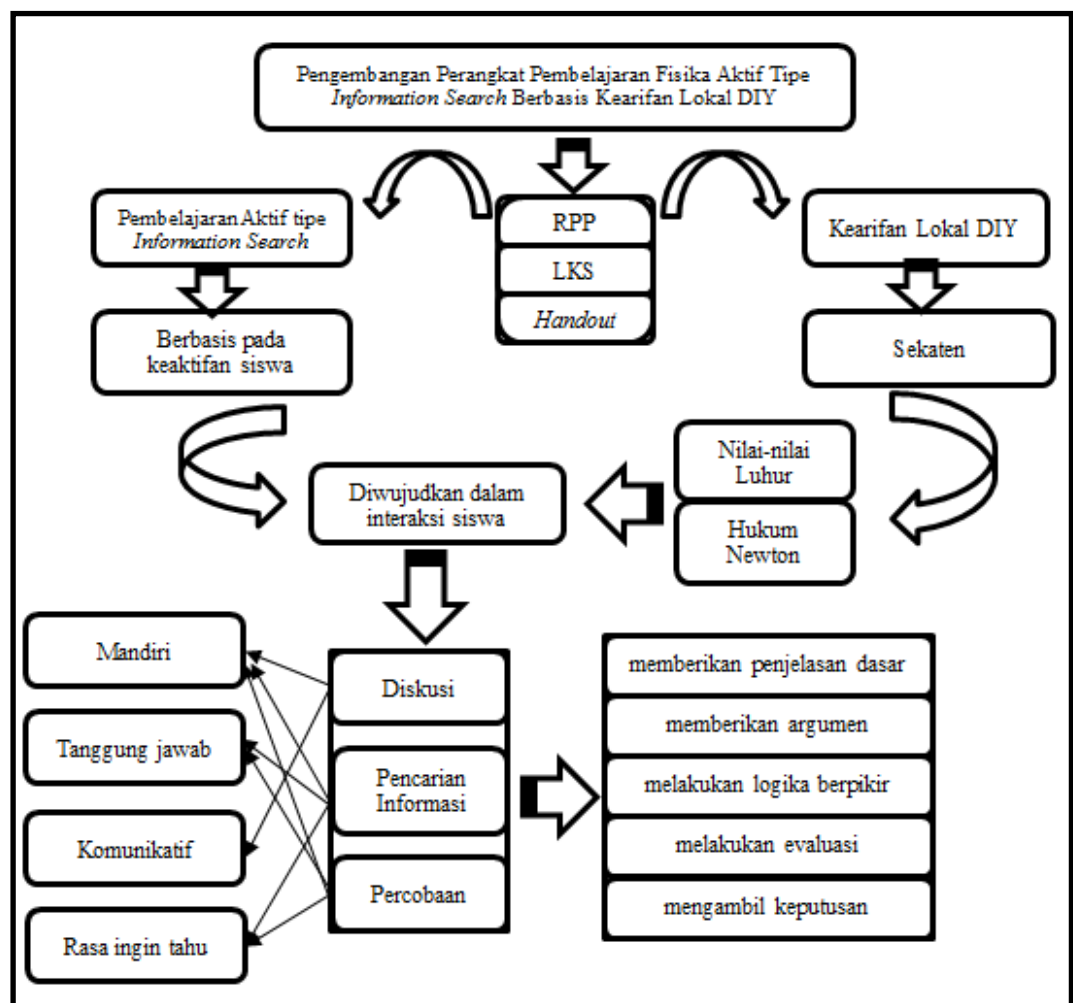 Pengembangan Perangkat Pembelajaran Fisika Aktif Tipe
Information Search Berbasis Kearifan Lokal DIY
Pembelajaran Aktif tipe
Information Search
RPP
LKS
Handout
Kearifan Lokal DIY
Berbasis pada
keaktifan siswa
Sekaten
Nilai-nilai
Luhur
Hukum
Newton
Diwujudkan dalam
interaksi siswa
Mandiri
Tanggung jawab
Komunikatif
Rasa ingin tahu
Diskusi
Pencarian
Informasi
Percobaan
memberikan penjelasan dasar
memberikan argumen
melakukan logika berpikir
melakukan evaluasi
mengambil keputusan